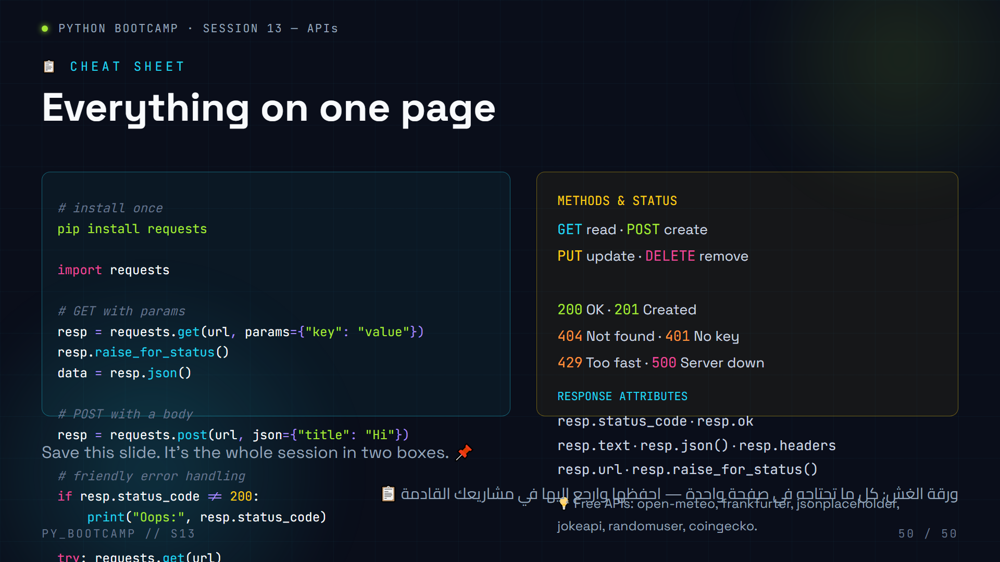 PYTHON BOOTCAMP · SESSION 13 — APIs
📋 CHEAT SHEET
Everything on one page
# install once
pip install requests
import requests
# GET with params
resp = requests.get(url, params={"key": "value"})
resp.raise_for_status()
data = resp.json()
# POST with a body
resp = requests.post(url, json={"title": "Hi"})
# friendly error handling
if resp.status_code != 200:
    print("Oops:", resp.status_code)
try: requests.get(url)
METHODS & STATUS
GET read · POST create
PUT update · DELETE remove
200 OK · 201 Created
404 Not found · 401 No key
429 Too fast · 500 Server down
RESPONSE ATTRIBUTES
resp.status_code · resp.ok
resp.text · resp.json() · resp.headers
resp.url · resp.raise_for_status()
💡 Free APIs: open-meteo, frankfurter, jsonplaceholder,
jokeapi, randomuser, coingecko.
Save this slide. It’s the whole session in two boxes. 📌
ورقة الغش: كل ما تحتاجه في صفحة واحدة — احفظها وارجع إليها في مشاريعك القادمة 📋
PY_BOOTCAMP // S13
50 / 50